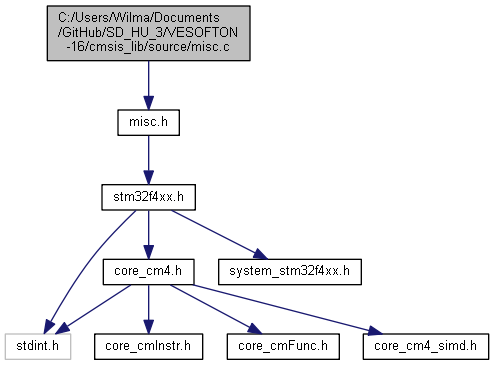 C:/Users/Wilma/Documents
/GitHub/SD_HU_3/VESOFTON
-16/cmsis_lib/source/misc.c
misc.h
stm32f4xx.h
core_cm4.h
system_stm32f4xx.h
stdint.h
core_cmInstr.h
core_cmFunc.h
core_cm4_simd.h